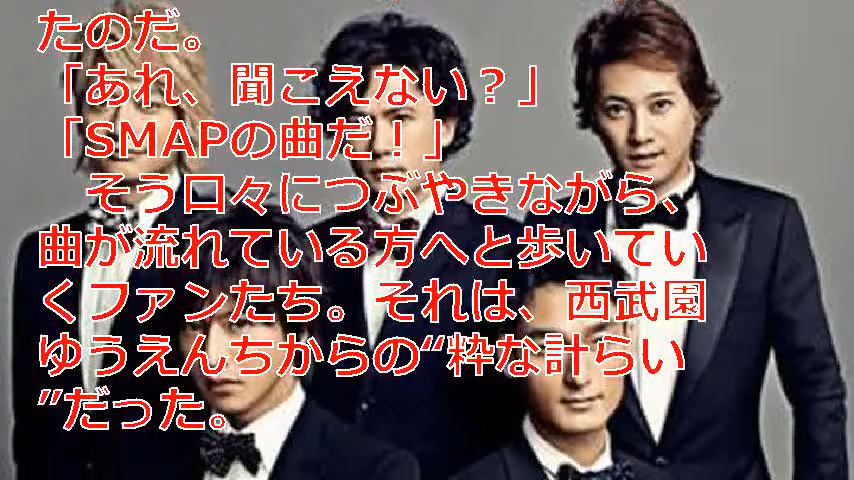 たのだ。
「あれ、聞こえない？」
「SMAPの曲だ！」
　そう口々につぶやきながら、
曲が流れている方へと歩いてい
くファンたち。それは、西武園
ゆうえんちからの“粋な計らい
”だった。